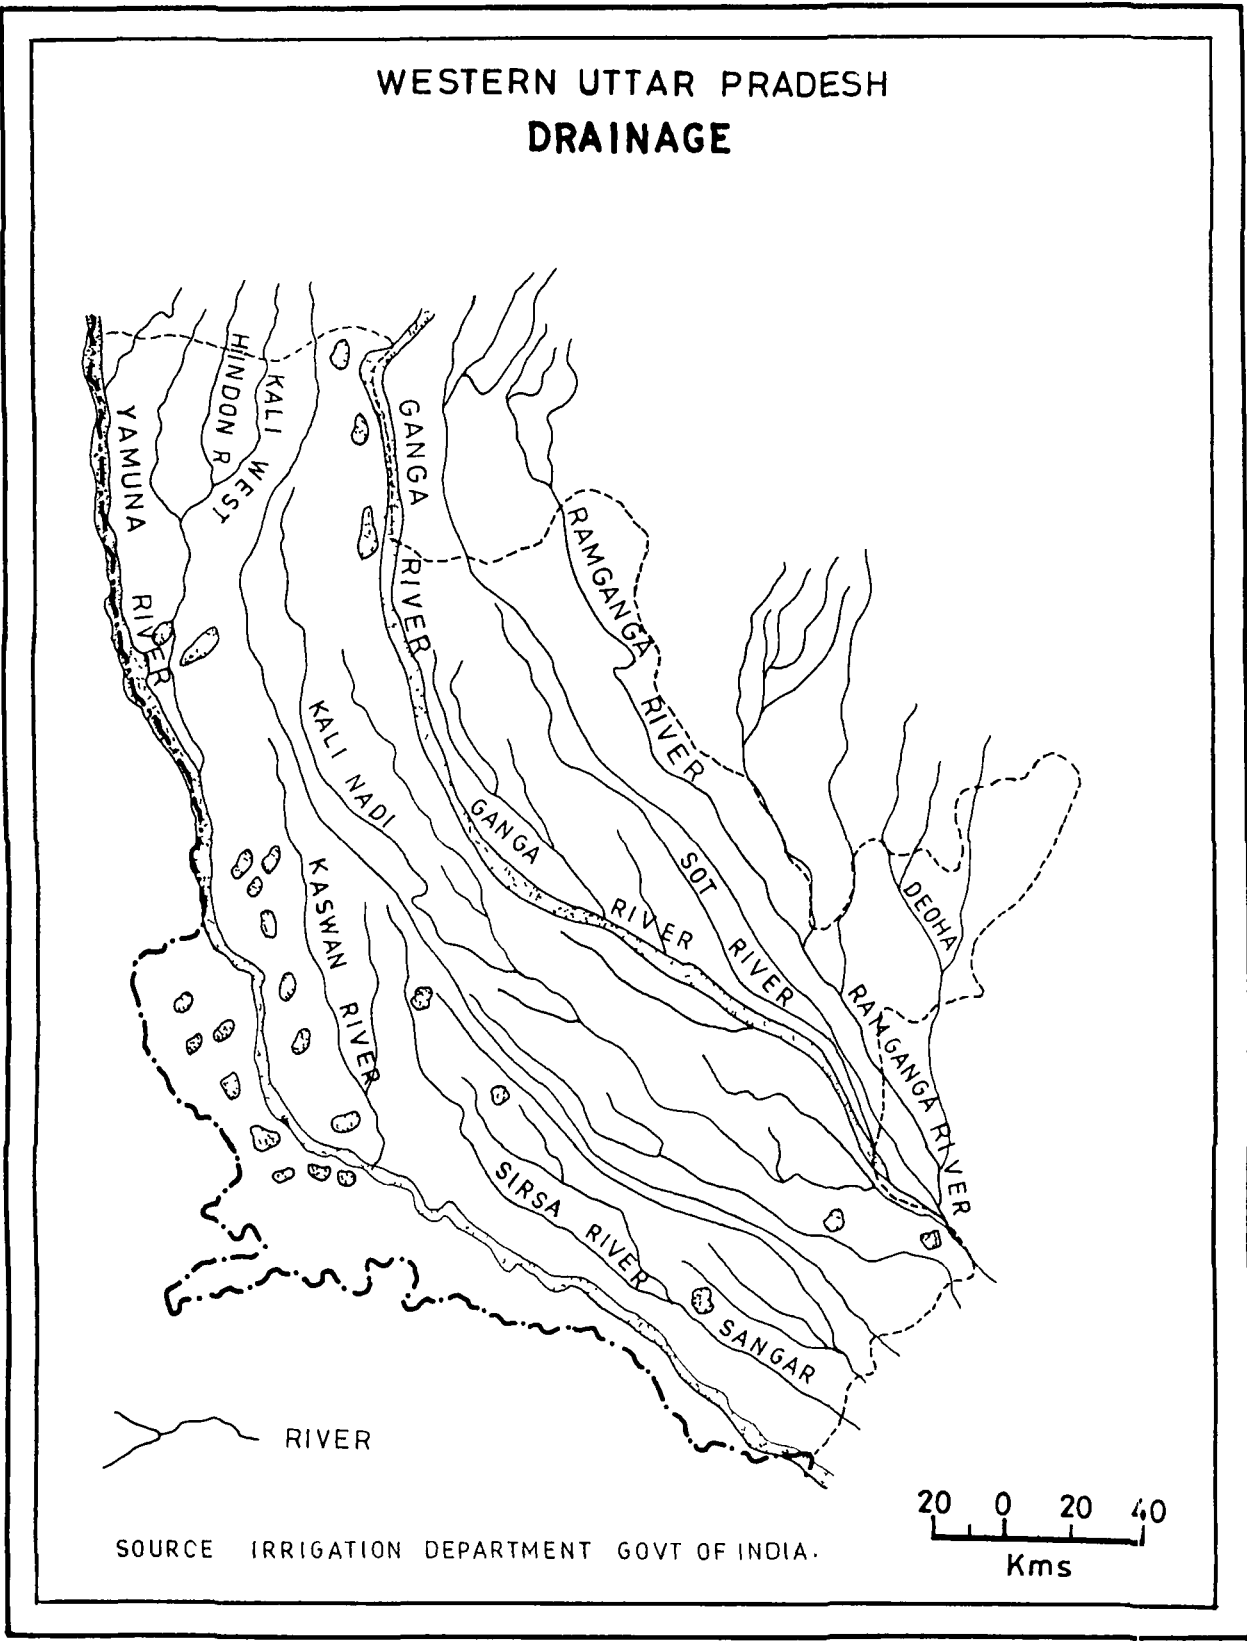 WESTERN UTTAR PRADESH
DRAINAGE
HINDON R
KALI WEST
YAMUNA RIVER
GANGA RIVER
RAMGANGA RIVER
KALI NADI
GANGA RIVER
SOT RIVER
DEOHA
KASWAN RIVER
RAMGANGA RIVER
SIRSA RIVER
SANGAR
RIVER
20 0 20 40
Kms
SOURCE IRRIGATION DEPARTMENT GOVT OF INDIA.